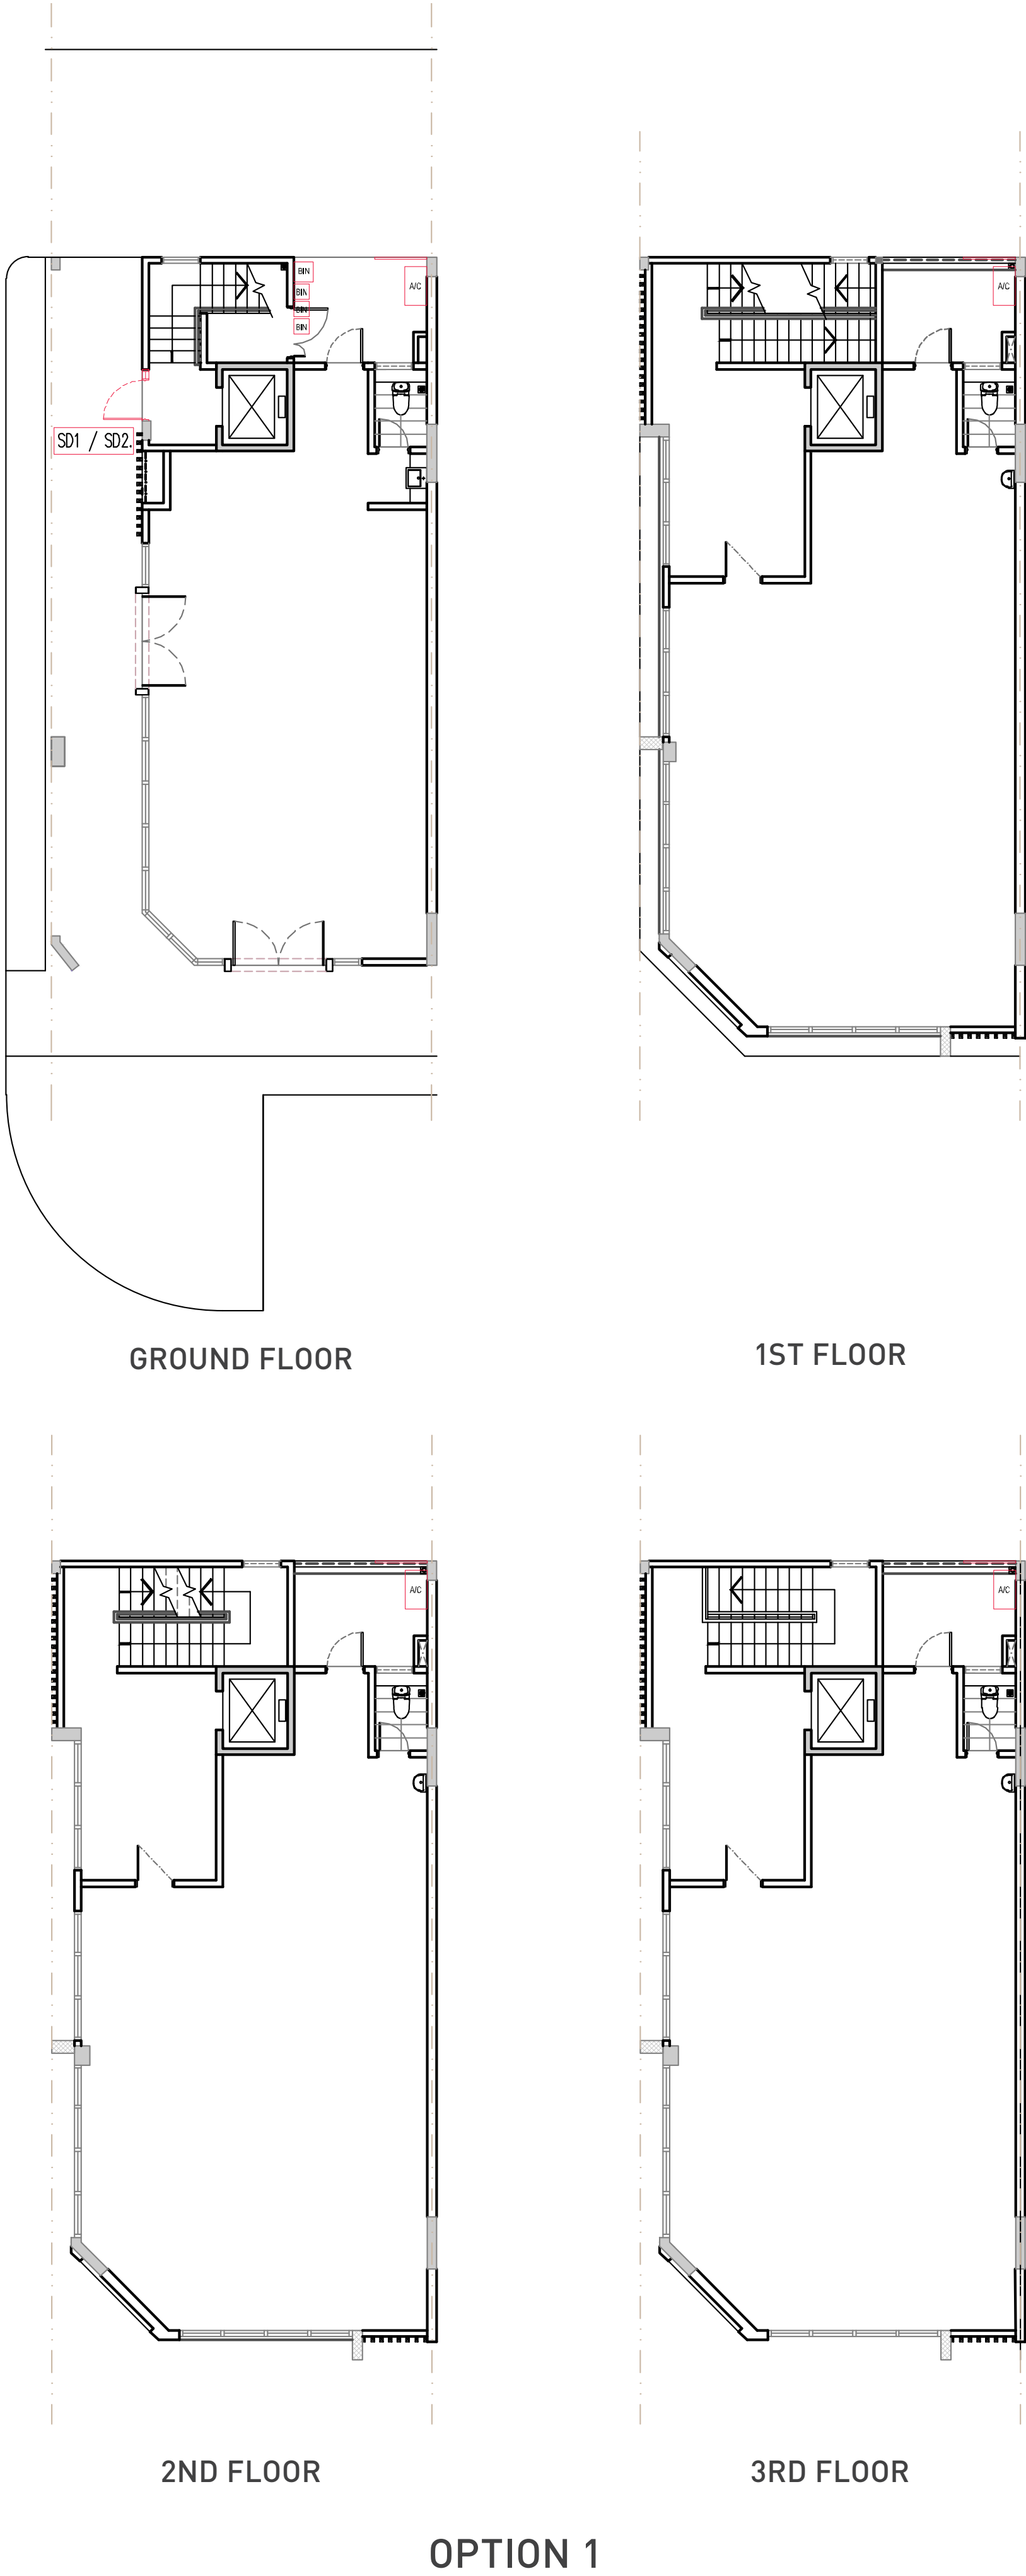 BIN
A/C
BIN
BIN
BIN
SD1 / SD2.
A/C
GROUND FLOOR
1ST FLOOR
A/C
A/C
2ND FLOOR
3RD FLOOR
OPTION 1